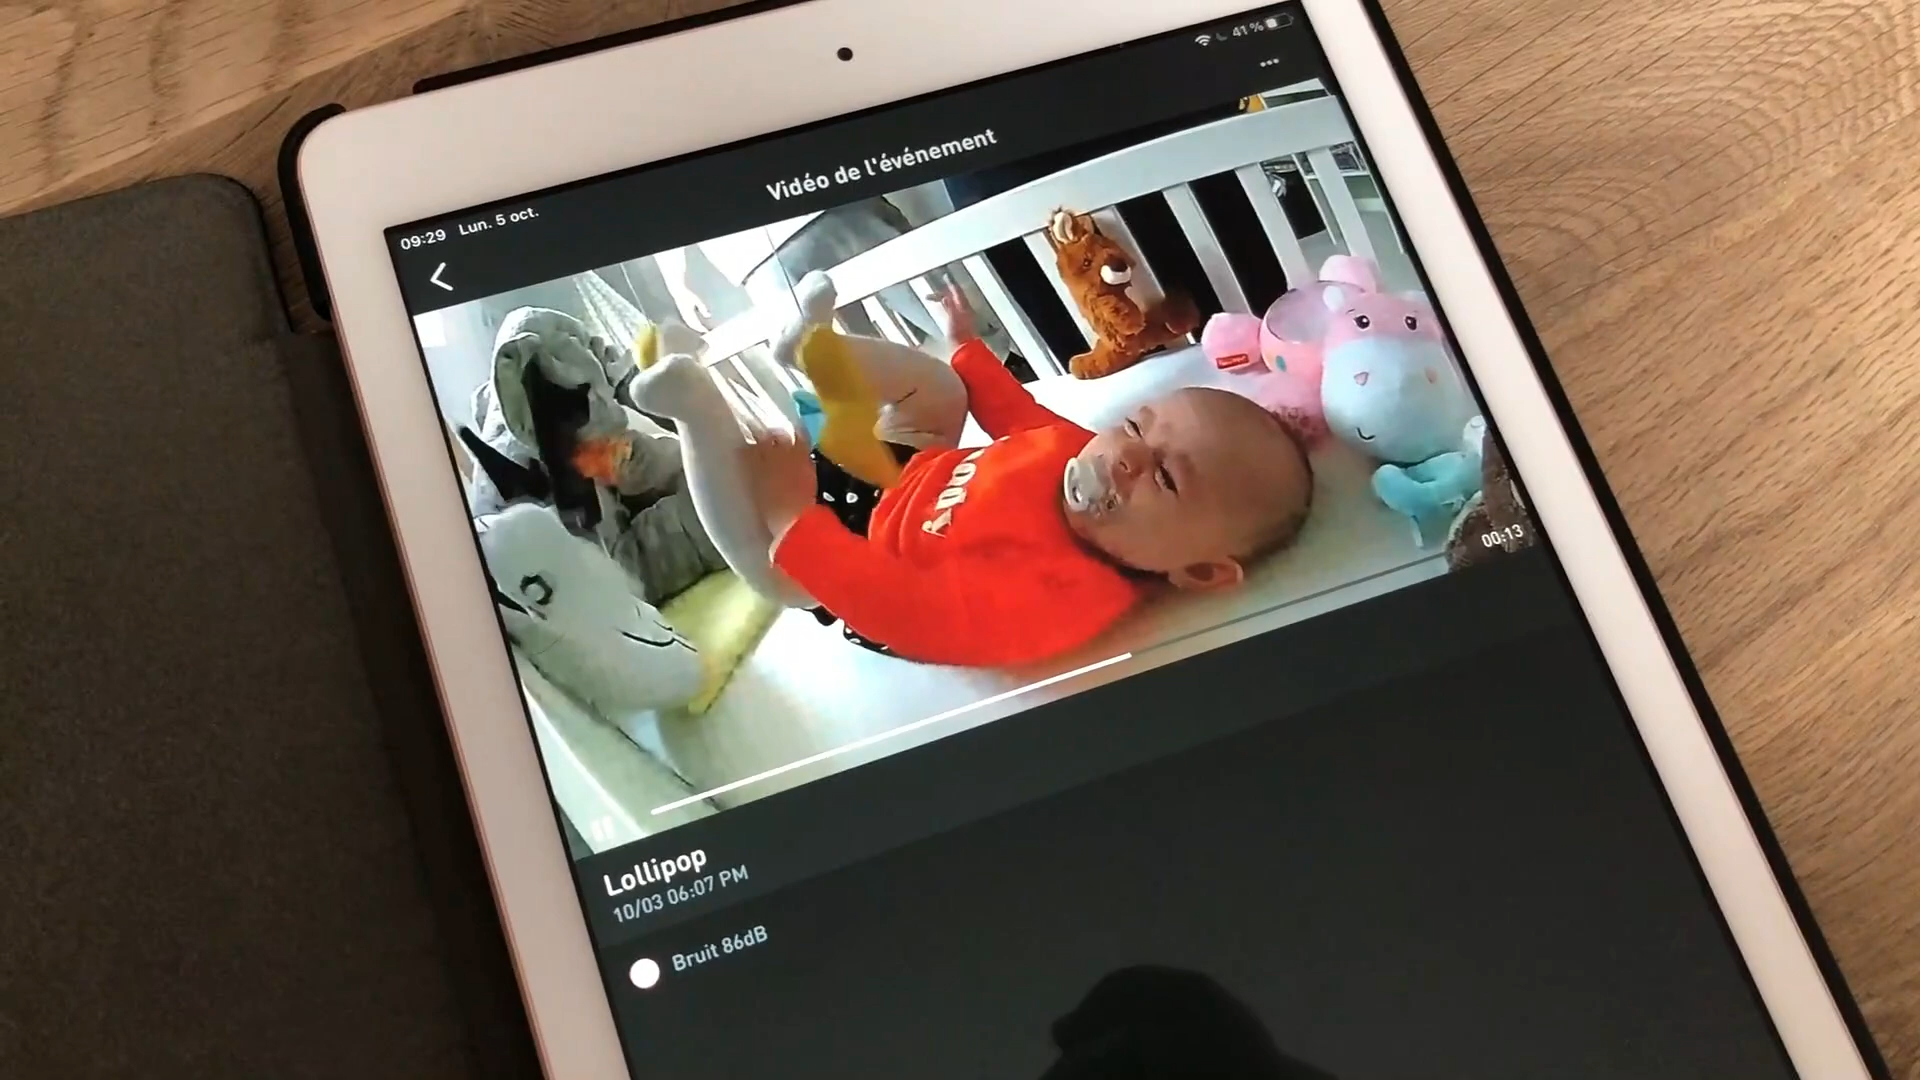 41 %
Vidéo de l'événement
09:29 Lun. 5 oct.
00:13
Lollipop
10/03 06:07 PM
Bruit 86dB